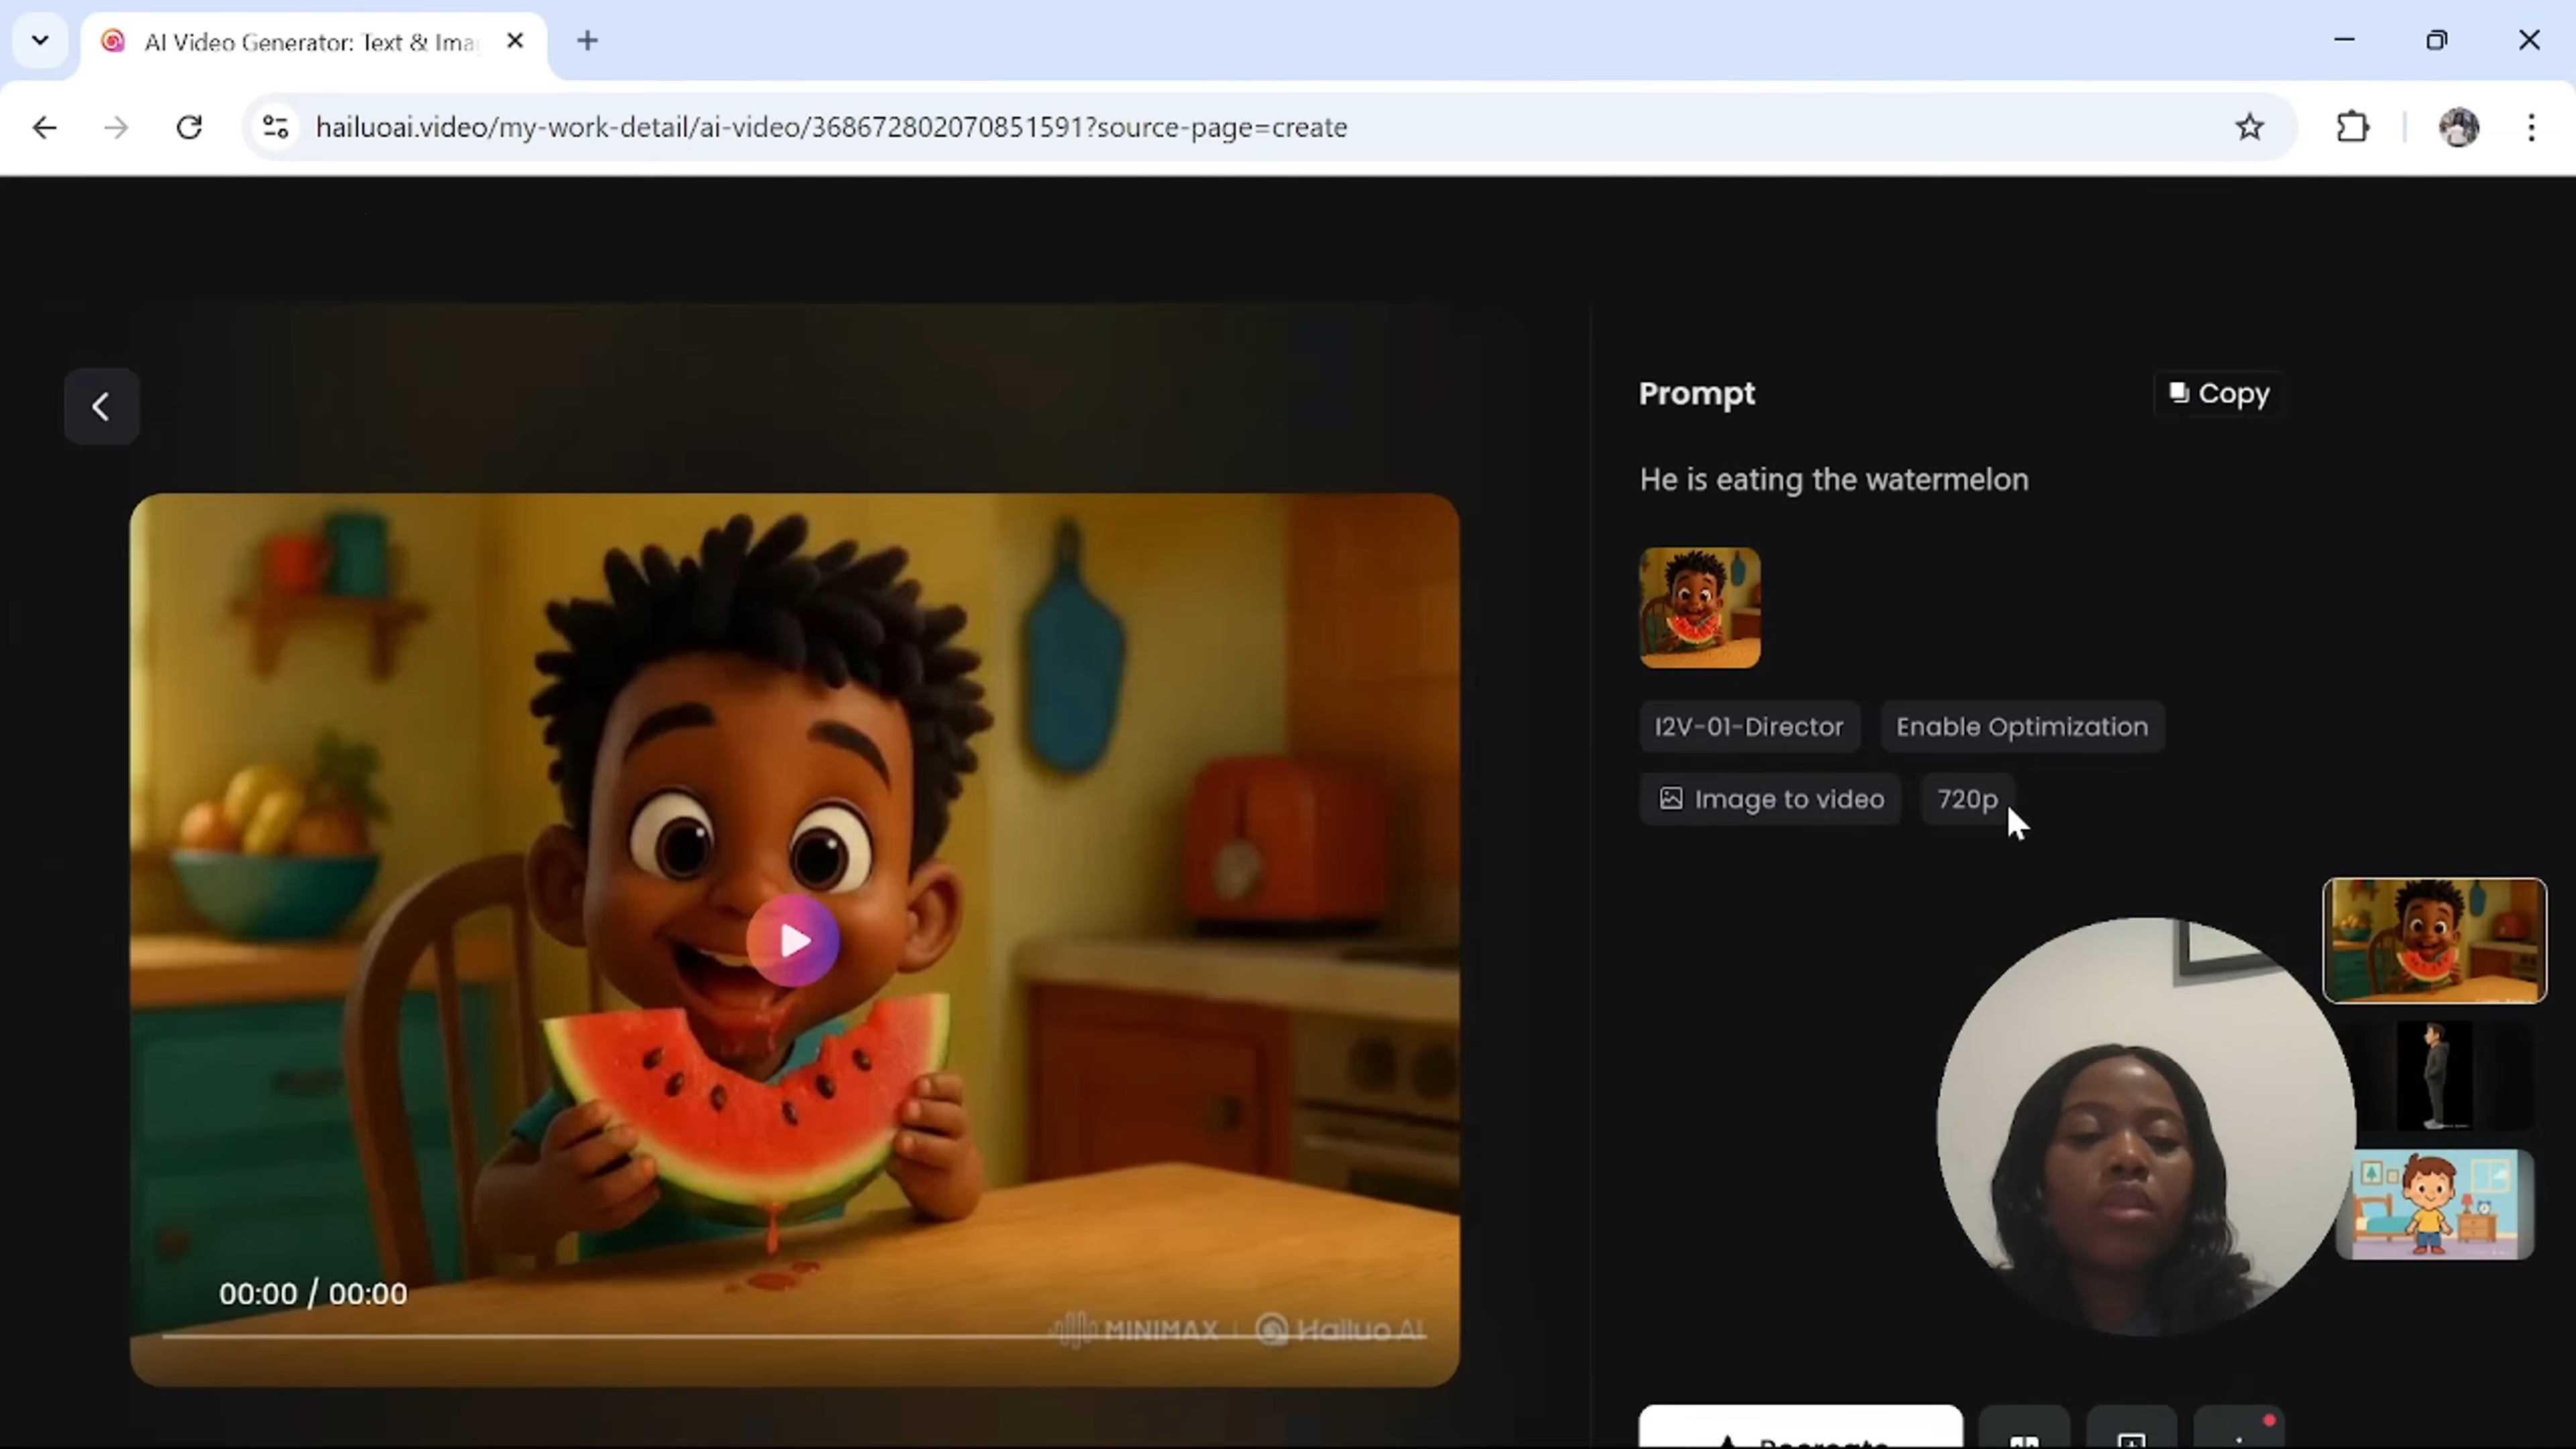 AI Video Generator: Text & Ima
hailuoai.video/my-work-detail/ai-video/368672802070851591?source-page=create
Prompt
Copy
He is eating the watermelon
I2V-01-Director
Enable Optimization
Image to video
720p
00:00 / 00:00
MINIMAX | Hailuo AI
Recreate